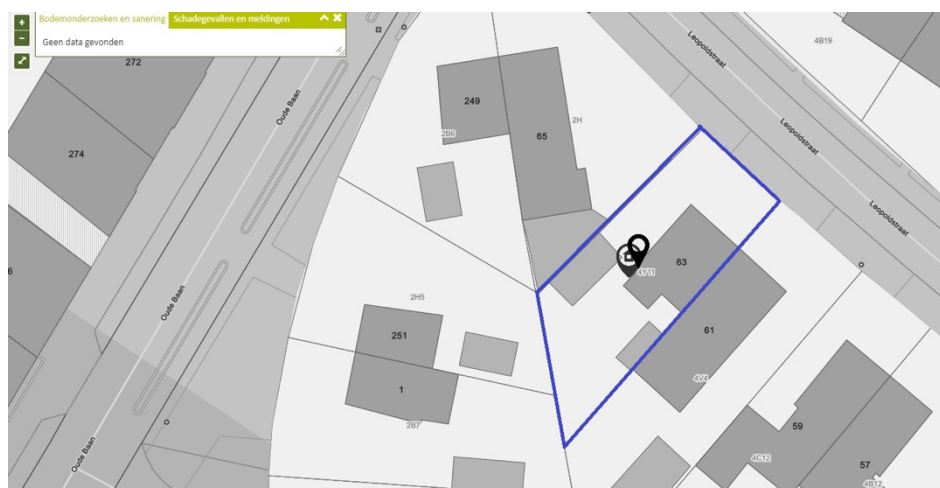 Bodemonderzoeken en sanering
Schadegevallen en meldingen
Geen data gevonden
272
274
Oude Baan
Oude Baan
Oude Baan
249
2B6
65
2H
Leopoldstraat
Leopoldstraat
Leopoldstraat
4B19
63
4Y11
61
4V4
2H5
251
1
2B7
59
4C12
57
4B12